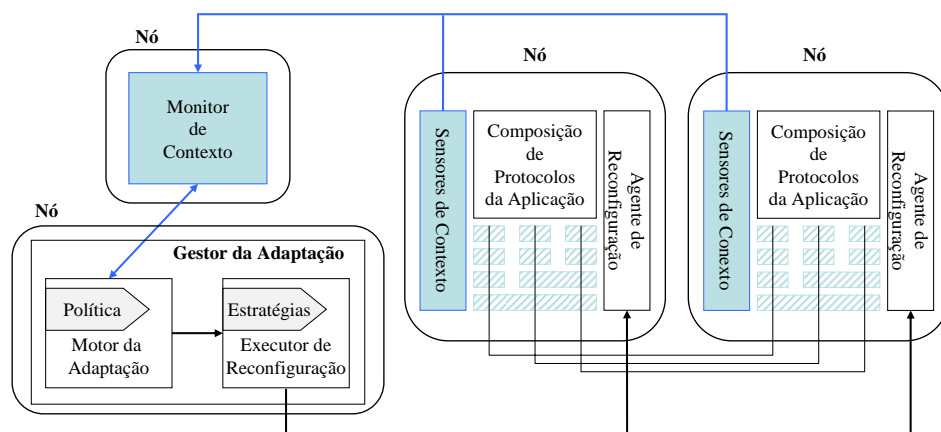 Nó
Monitor
de
Contexto
Nó
Gestor da Adaptação
Política
Motor da
Adaptação
Estratégias
Executor de
Reconfiguração
Nó
Sensores de Contexto
Composição
de
Protocolos
da Aplicação
Agente de
Reconfiguração
Nó
Sensores de Conexto
Composição
de
Protocolos
da Aplicação
Agente de
Reconfiguração